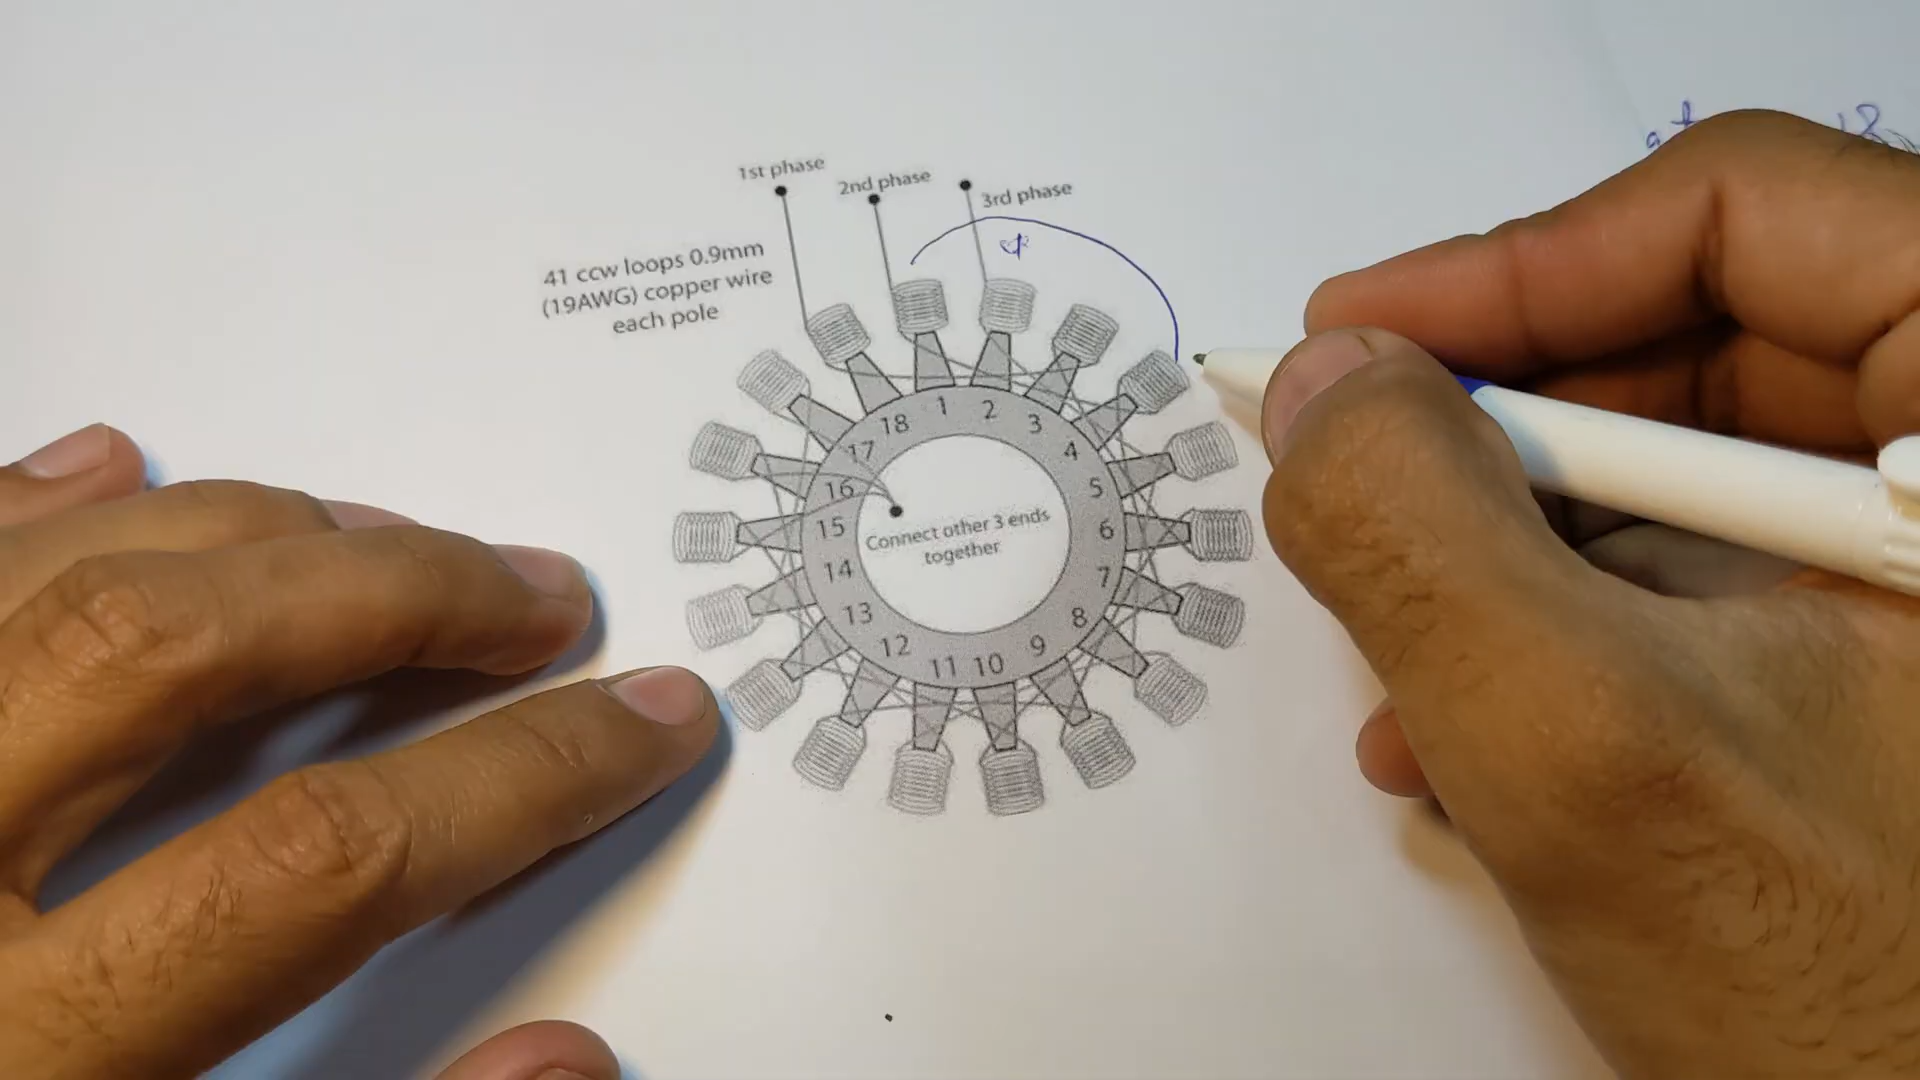 1st phase
2nd phase
3rd phase
41 ccw loops 0.9mm
(19AWG) copper wire
each pole
1
2
3
4
5
6
7
8
9
10
11
12
13
14
15
16
17
18
Connect other 3 ends
together